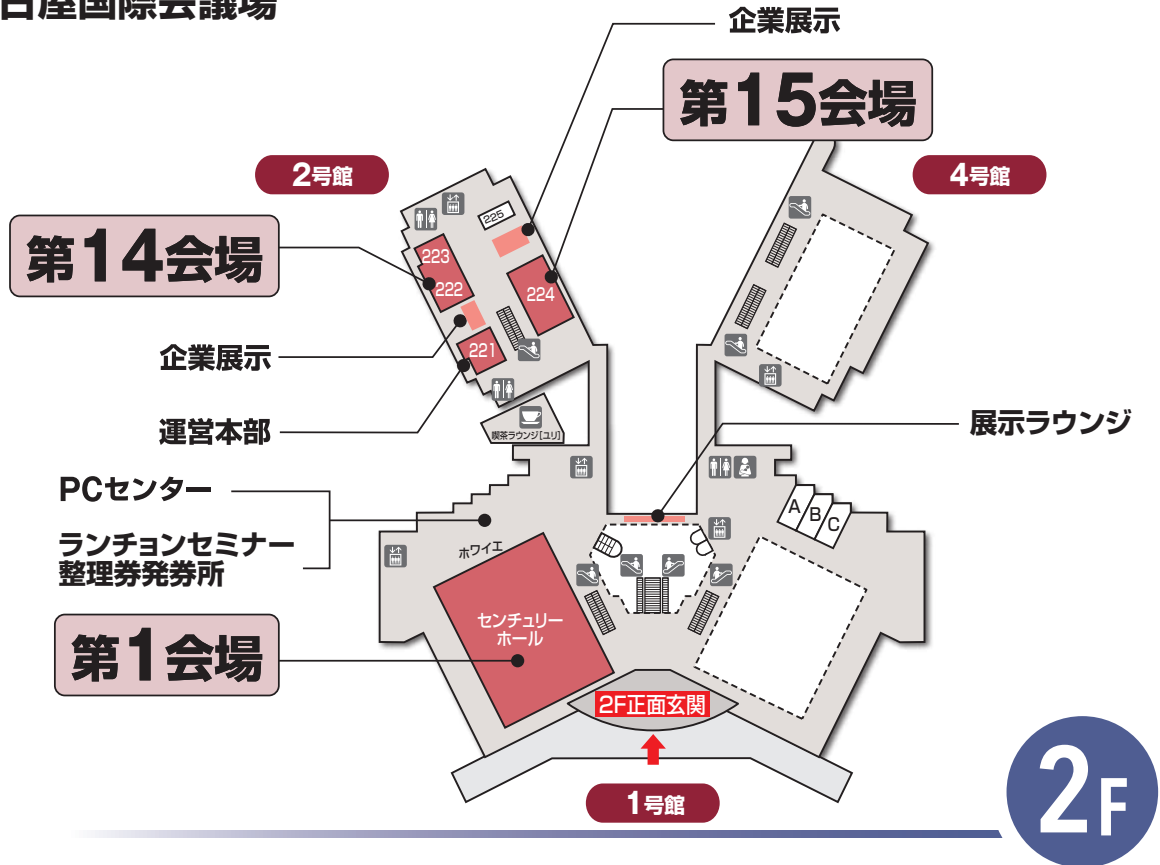 古屋国際会議場
企業展示
第15会場
2号館
4号館
第14会場
225
223
222
224
221
企業展示
運営本部
喫茶ラウンジ[ユリ]
展示ラウンジ
PCセンター
ランチョンセミナー
整理券発券所
A
B
C
ホワイエ
センチュリー
ホール
第1会場
2F正面玄関
1号館
2F